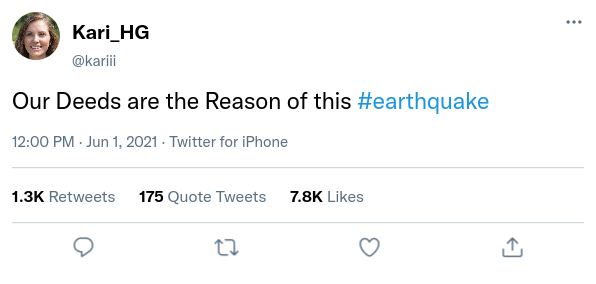 Kari_HG
@kariii
Our Deeds are the Reason of this #earthquake
12:00 PM · Jun 1, 2021 · Twitter for iPhone
1.3K Retweets 175 Quote Tweets 7.8K Likes